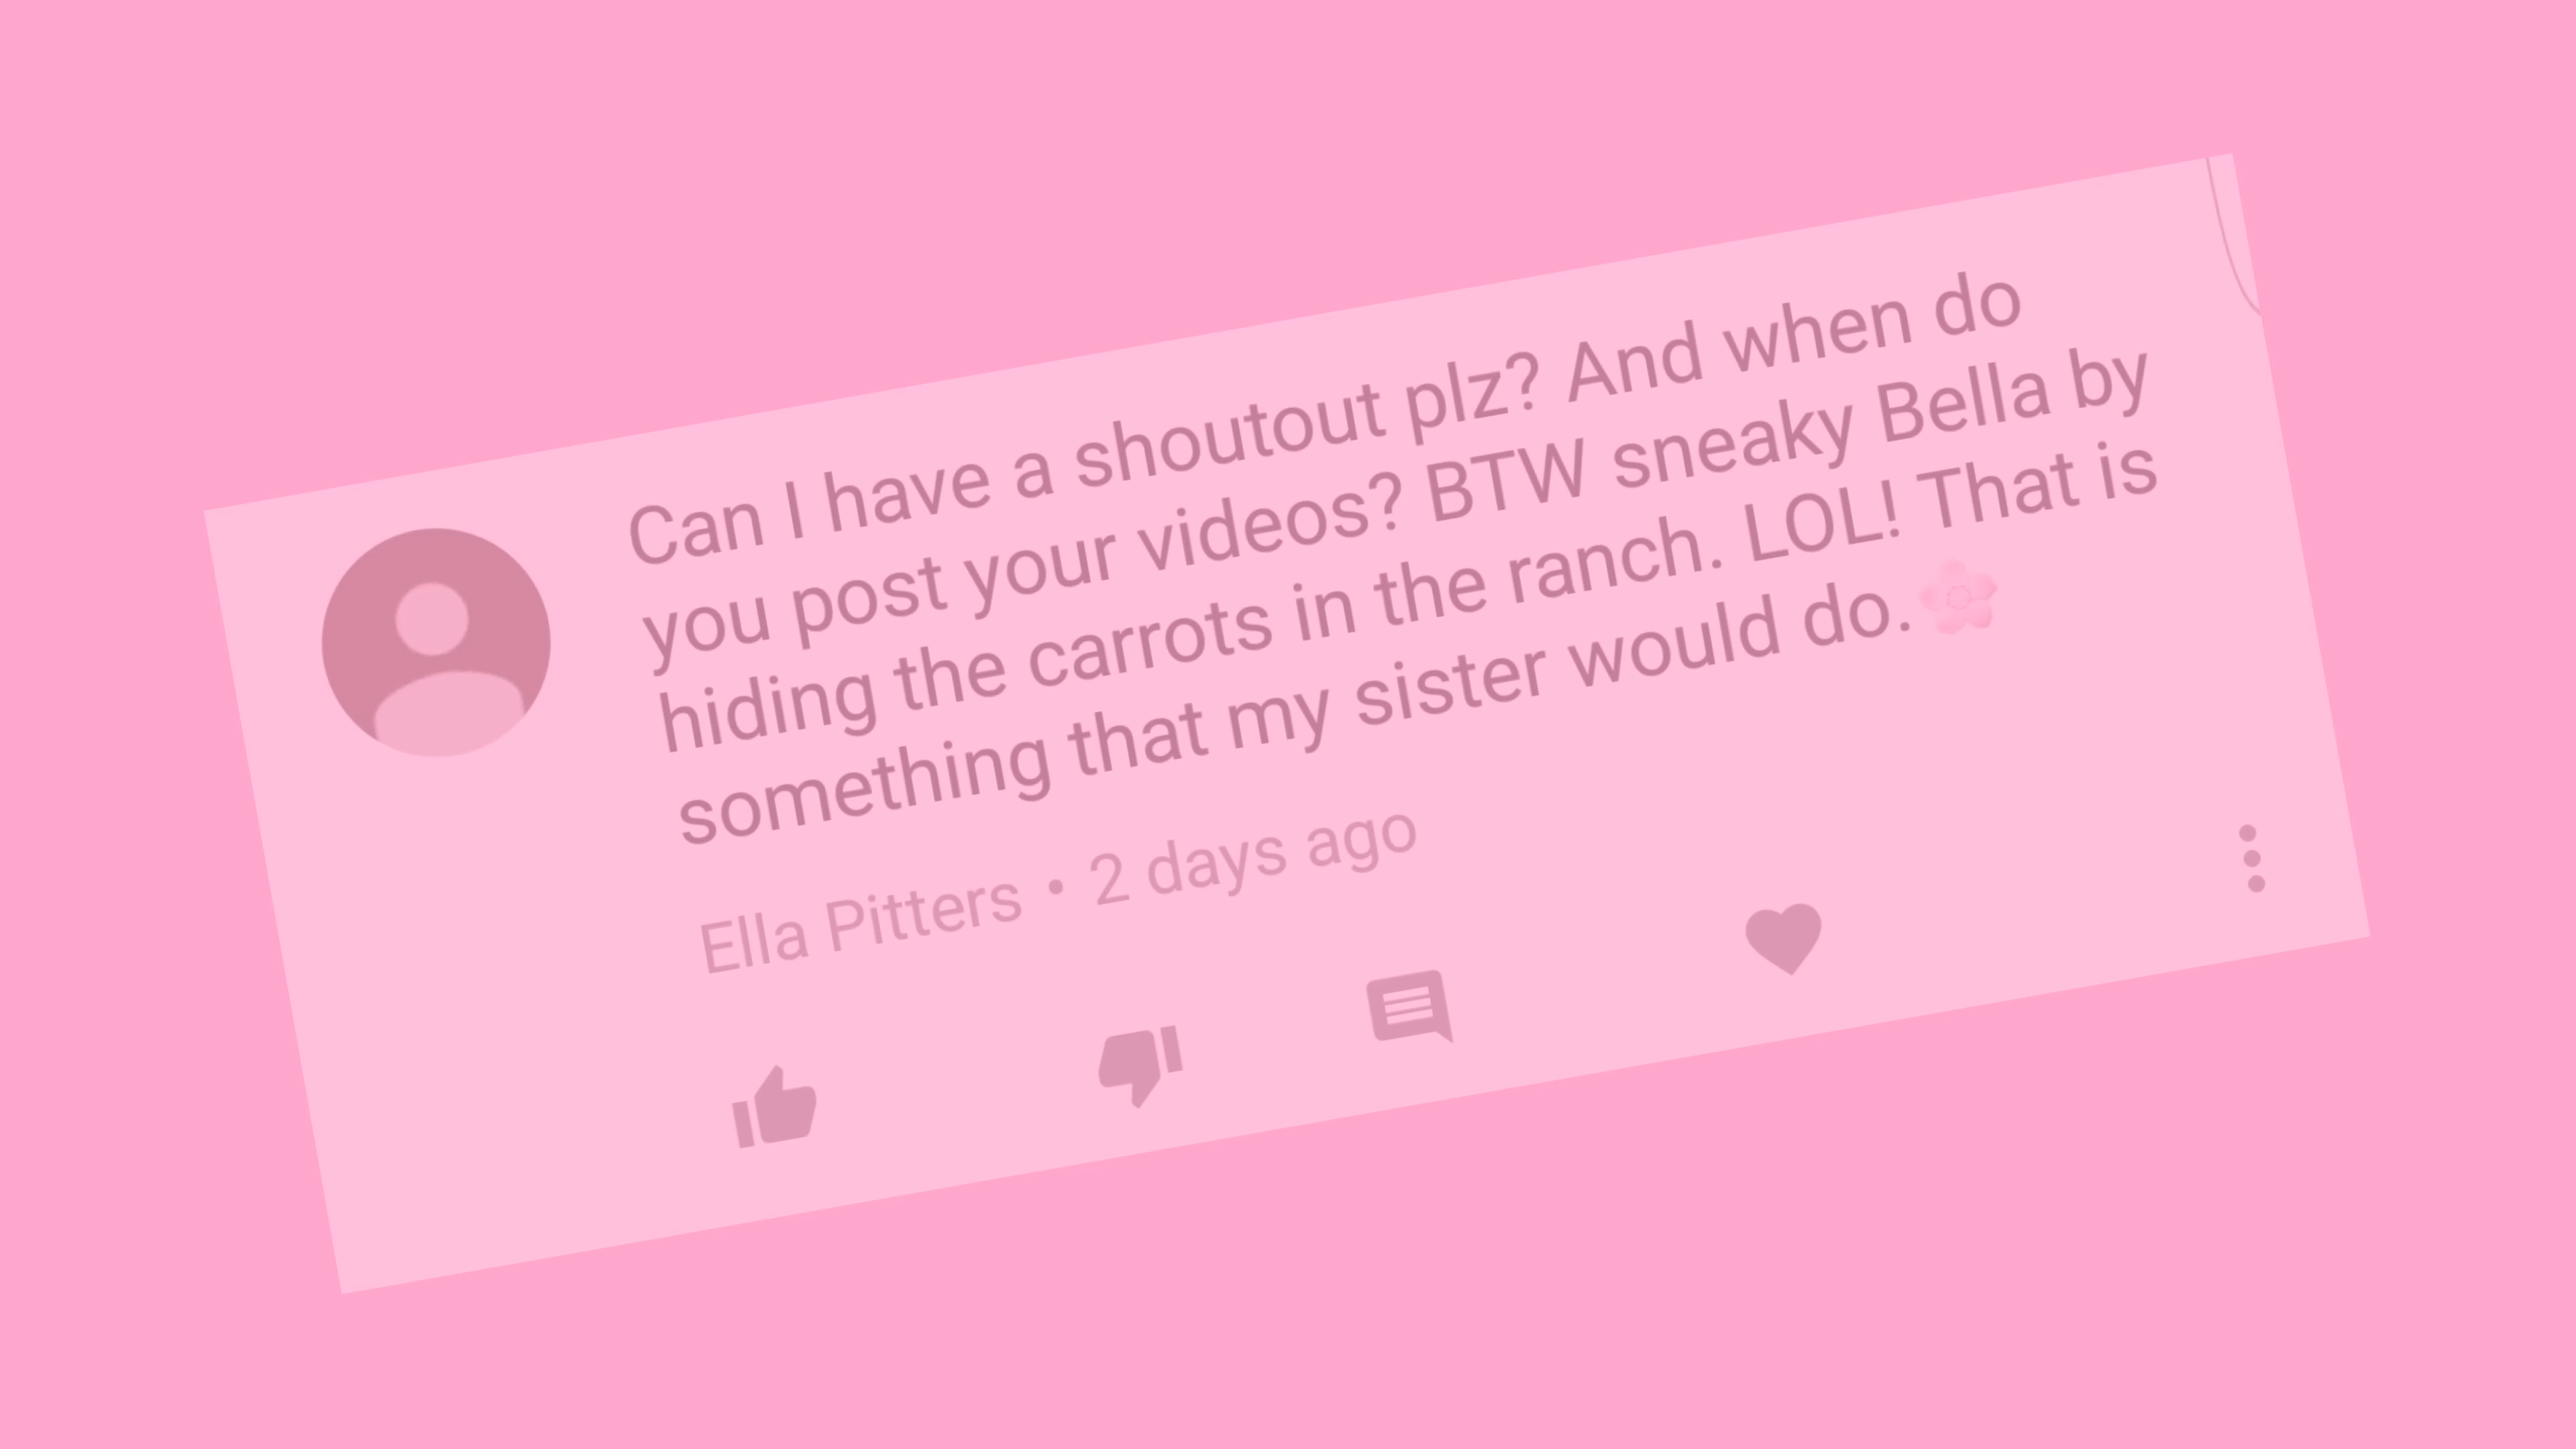 Can I have a shoutout plz? And when do
you post your videos? BTW sneaky Bella by
hiding the carrots in the ranch. LOL! That is
something that my sister would do.🌸
Ella Pitters • 2 days ago